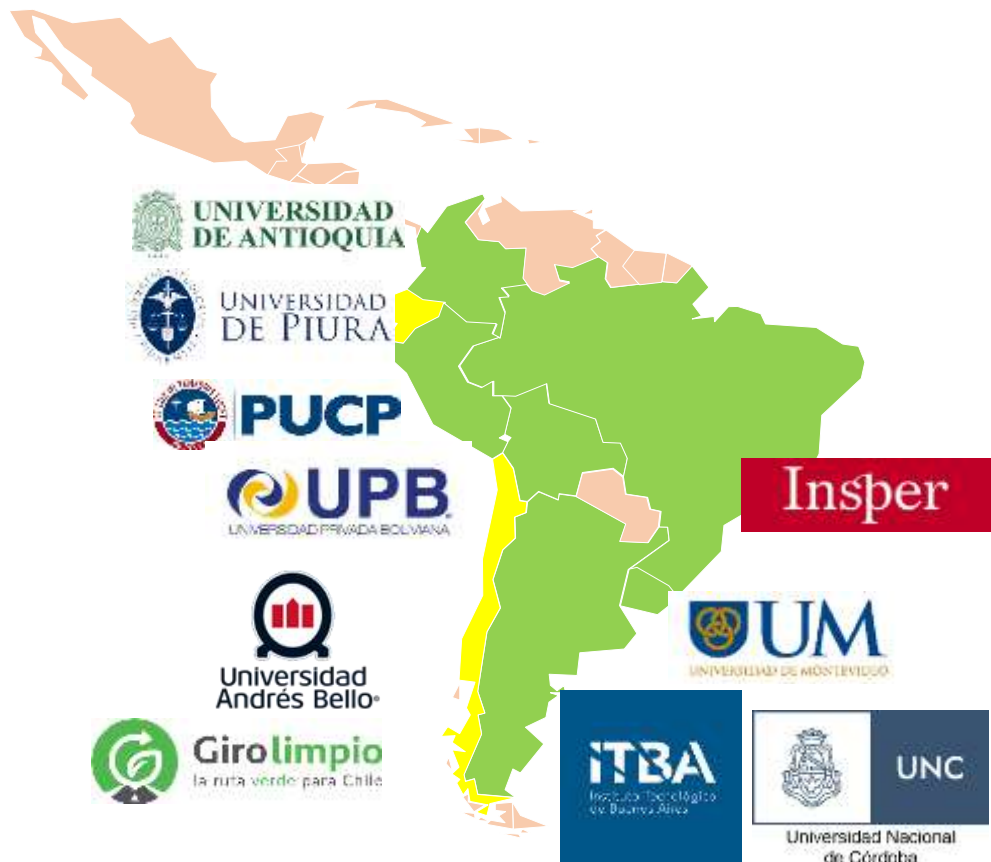 UNIVERSIDAD
DE ANTIOQUIA
UNIVERSIDAD
DE PIURA
PUCP
UPB
UNIVERSIDAD PRIVADA BOLIVIANA
Insper
Universidad
Andrés Bello
UM
UNIVERSIDAD DE MONTEVIDEO
Girolimpio
la ruta verde para Chile
iTBA
Instituto Tecnológico
de Buenos Aires
UNC
Universidad Nacional
de Córdoba